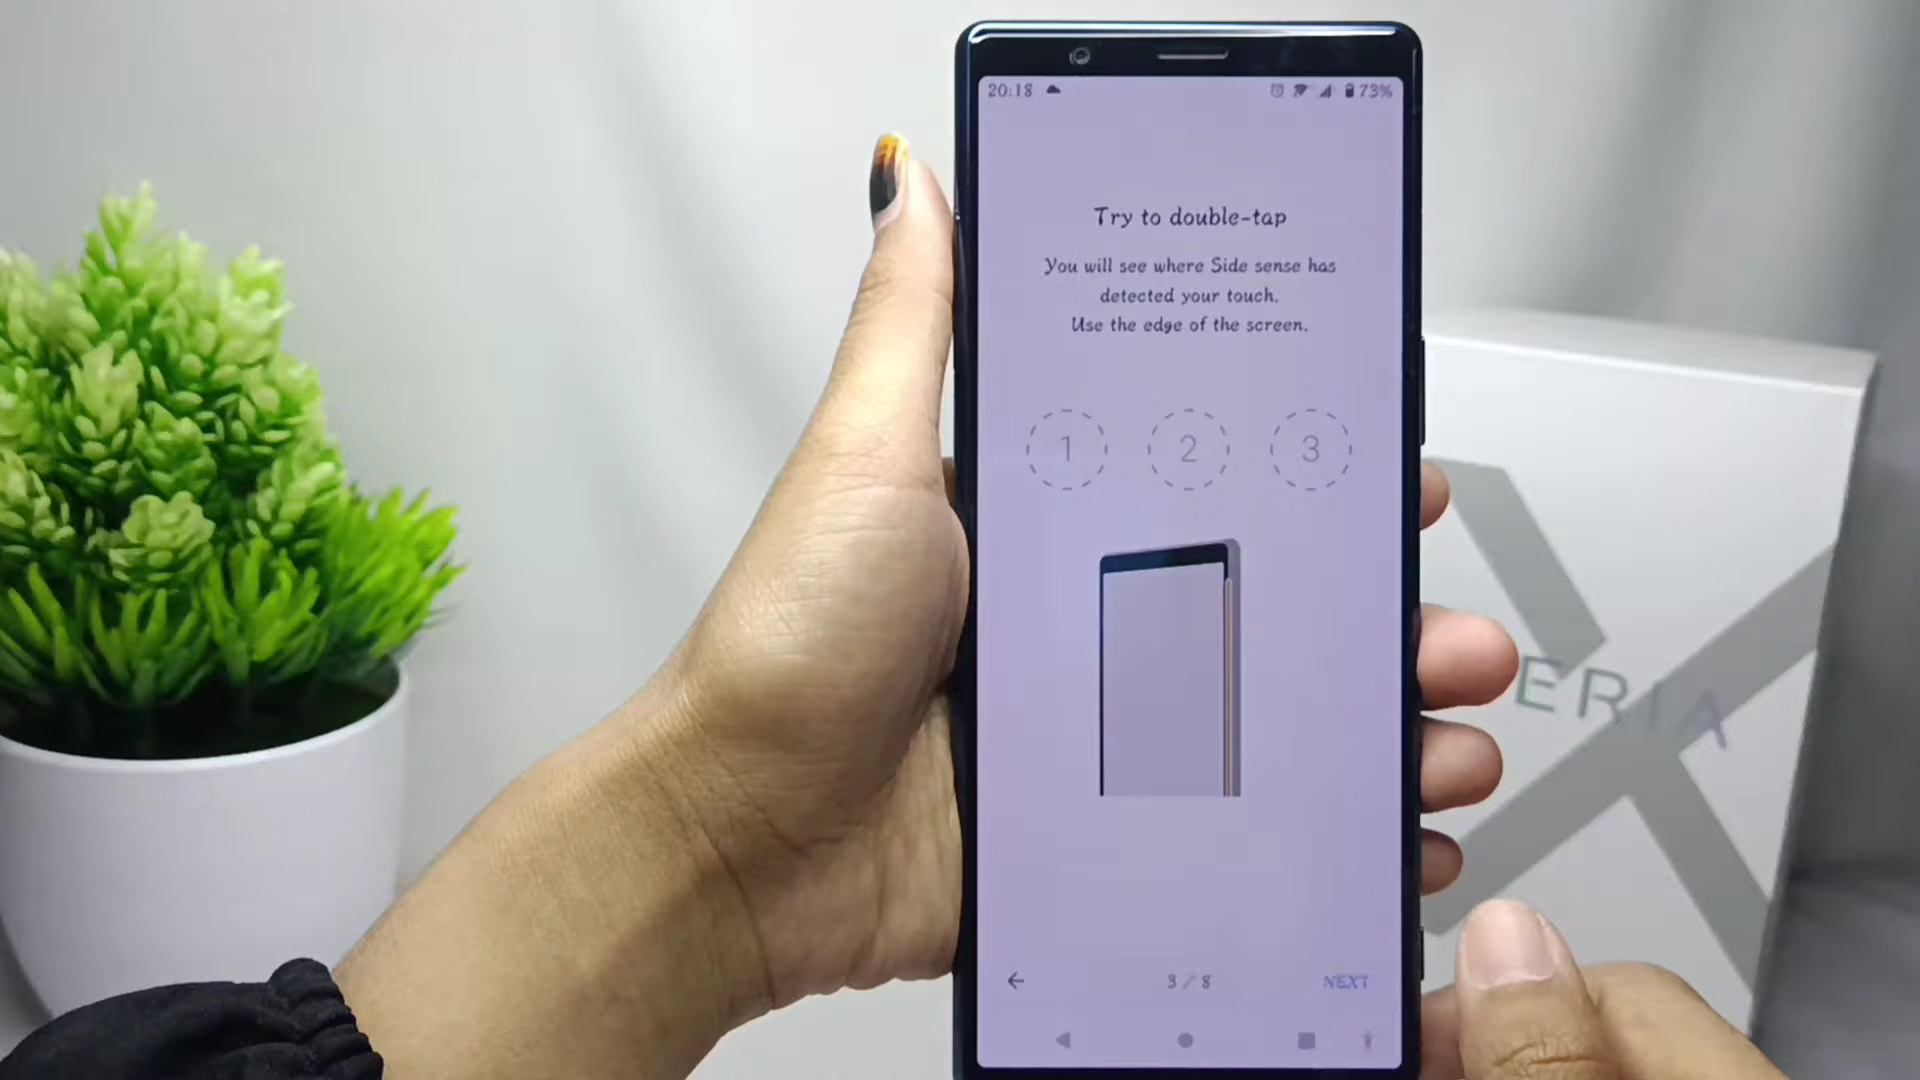 20:18
73%
Try to double-tap
You will see where Side sense has
detected your touch.
Use the edge of the screen.
1 2 3
3 / 8
NEXT
ERIA